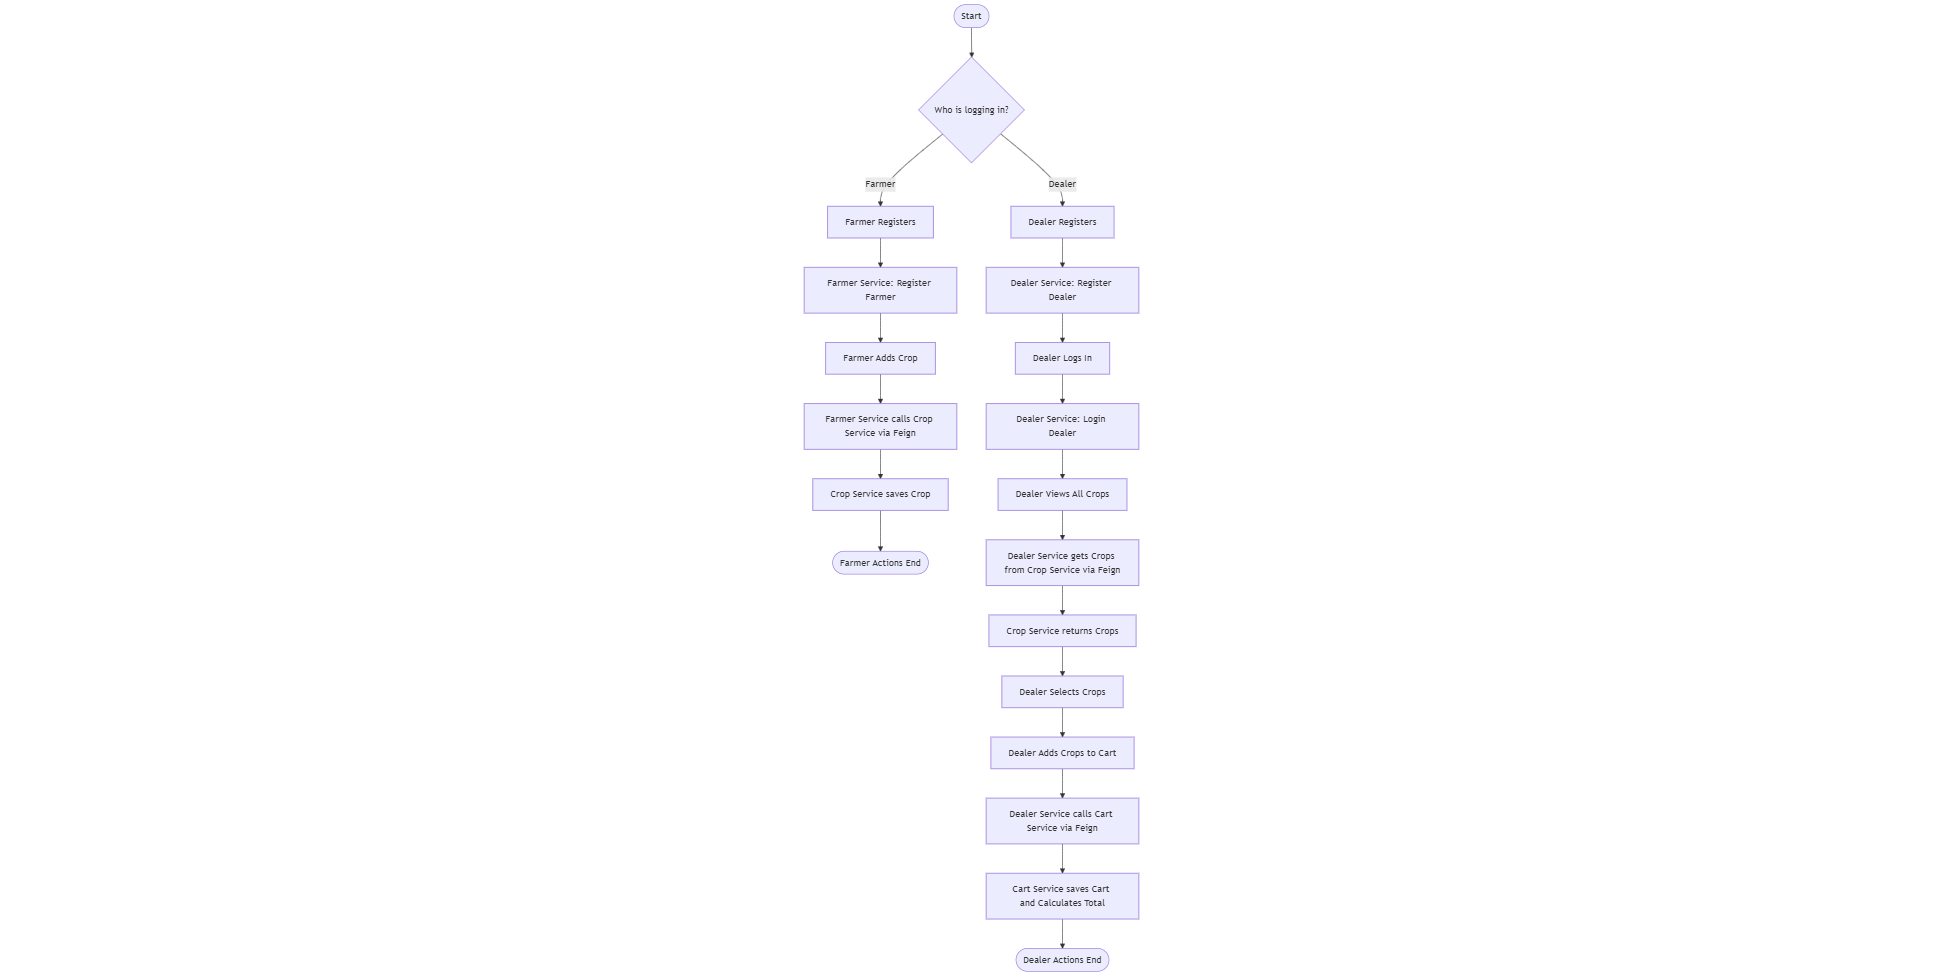 Start
Who is logging in?
Farmer
Dealer
Farmer Registers
Dealer Registers
Farmer Service: Register
Farmer
Dealer Service: Register
Dealer
Farmer Adds Crop
Dealer Logs In
Farmer Service calls Crop
Service via Feign
Dealer Service: Login
Dealer
Crop Service saves Crop
Dealer Views All Crops
Farmer Actions End
Dealer Service gets Crops
from Crop Service via Feign
Crop Service returns Crops
Dealer Selects Crops
Dealer Adds Crops to Cart
Dealer Service calls Cart
Service via Feign
Cart Service saves Cart
and Calculates Total
Dealer Actions End